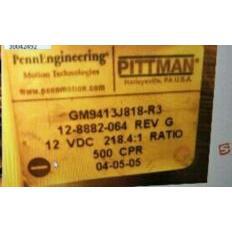 30042492
PennEngineering®
Motion Technologies
www.pennmotion.com
PITTMAN®
Harleysville, PA U.S.A.
GM9413J818-R3
12-8882-064 REV G
12 VDC 218.4:1 RATIO
500 CPR
04-05-05